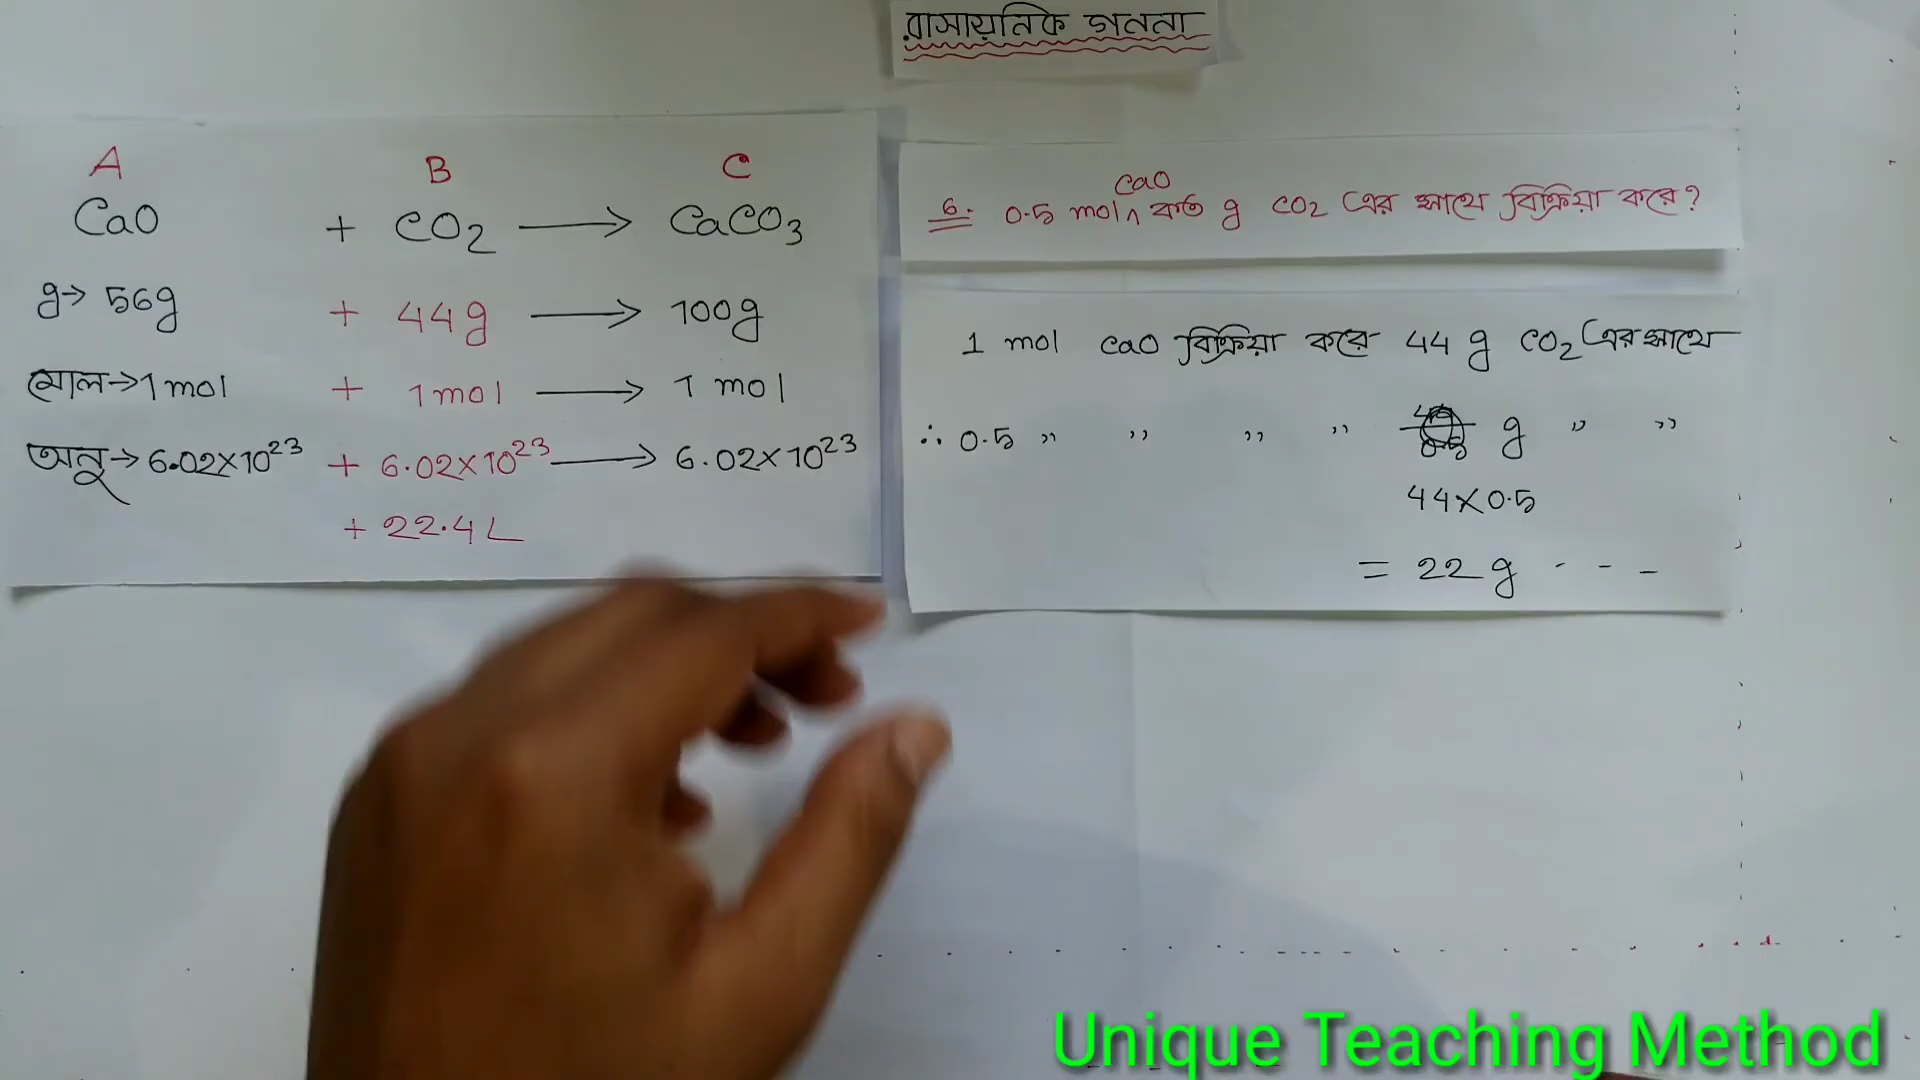 রাসায়নিক গননা
A B C
CaO + CO2 → CaCO3
g→ 56g + 44g → 100g
মোল→1 mol + 1 mol → 1 mol
অনু→6.02×10^23 + 6.02×10^23 → 6.02×10^23
+ 22.4 L
CaO
6. 0.5 mol^ কত g CO2 এর সাথে বিক্রিয়া করে?
1 mol CaO বিক্রিয়া করে 44 g CO2 এর সাথে
∴ 0.5 ,, ,, ,, ,, g ,, ,,
44×0.5
= 22 g - - -
Unique Teaching Method